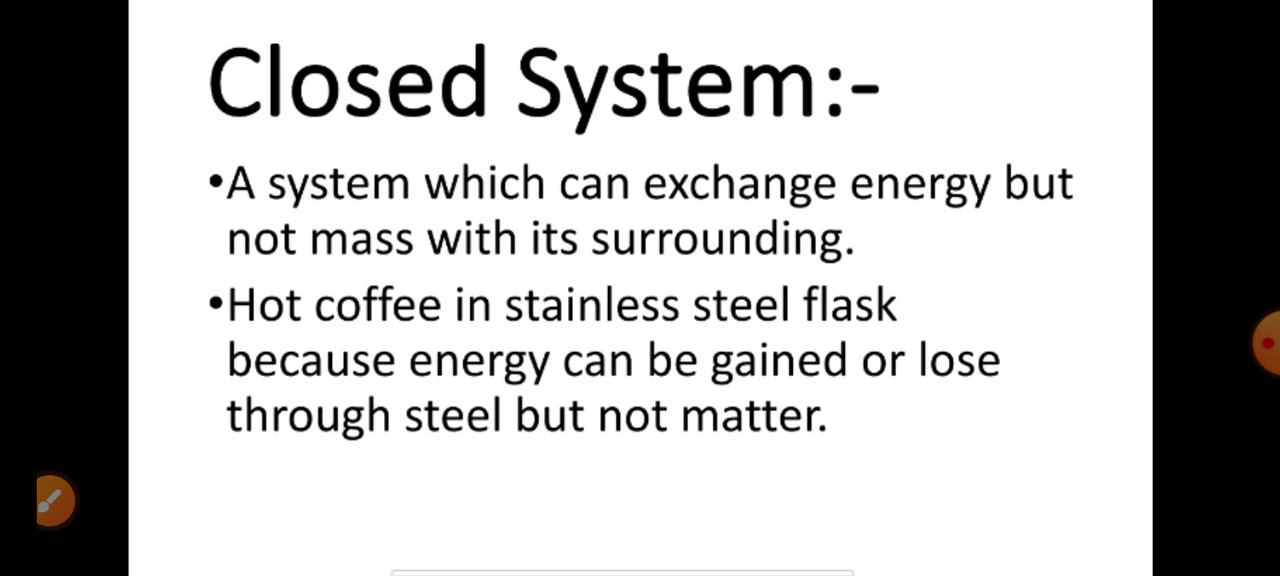 Closed System:-
•A system which can exchange energy but
not mass with its surrounding.
•Hot coffee in stainless steel flask
because energy can be gained or lose
through steel but not matter.